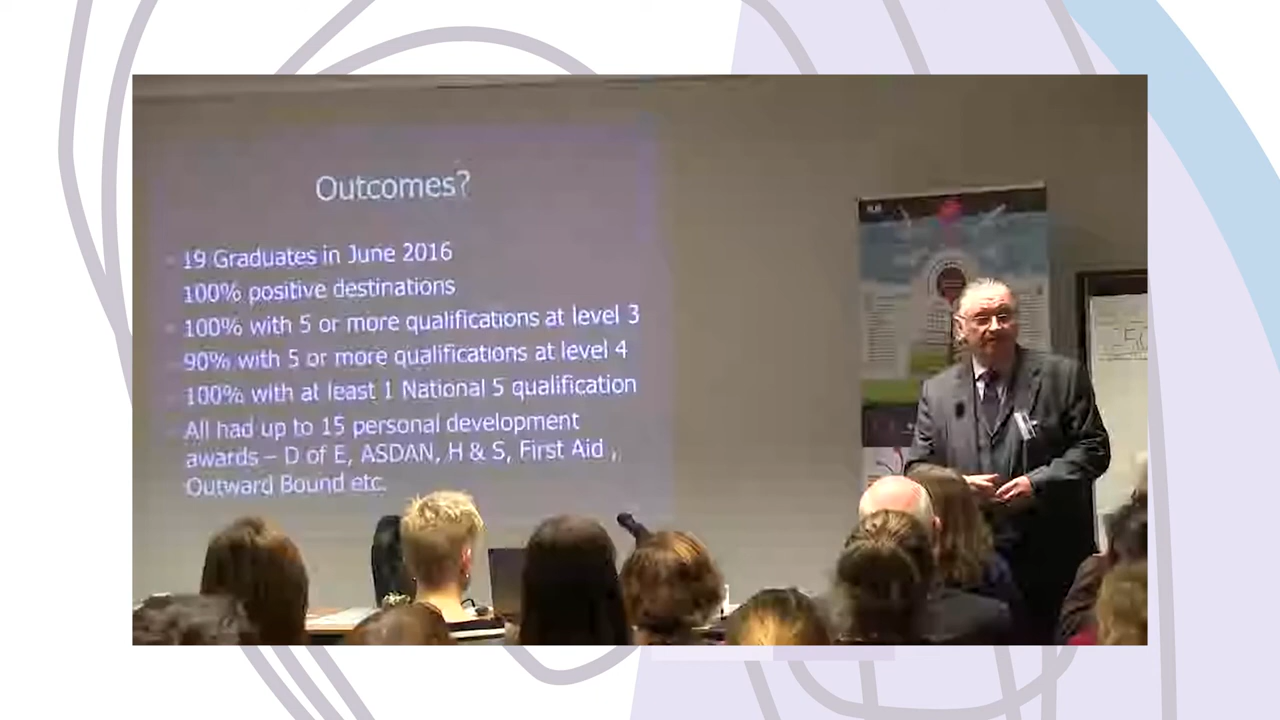 Outcomes?
19 Graduates in June 2016
100% positive destinations
100% with 5 or more qualifications at level 3
90% with 5 or more qualifications at level 4
100% with at least 1 National 5 qualification
All had up to 15 personal development
awards – D of E, ASDAN, H & S, First Aid ,
Outward Bound etc.